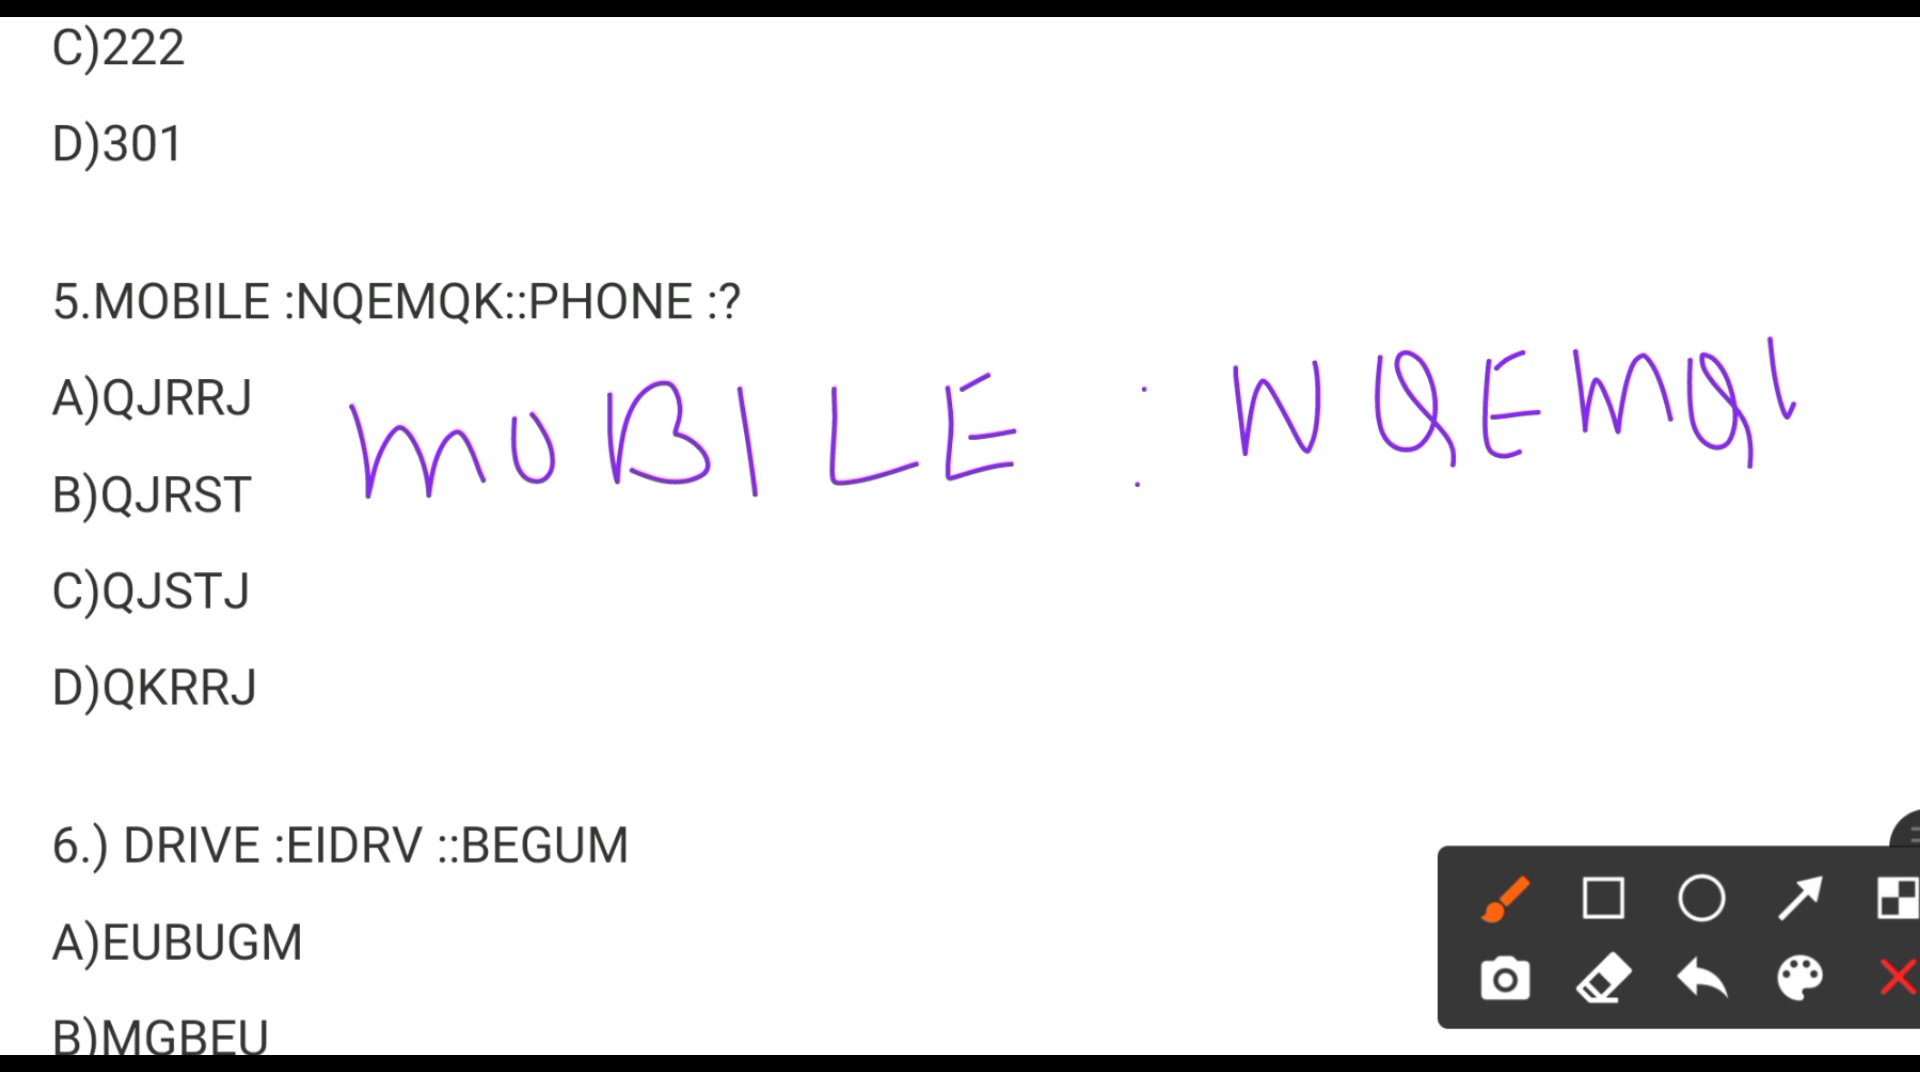 C)222
D)301
5.MOBILE :NQEMQK::PHONE :?
A)QJRRJ
MOBILE : NQEMQ
B)QJRST
C)QJSTJ
D)QKRRJ
6.) DRIVE :EIDRV ::BEGUM
A)EUBUGM
B)MGBEU